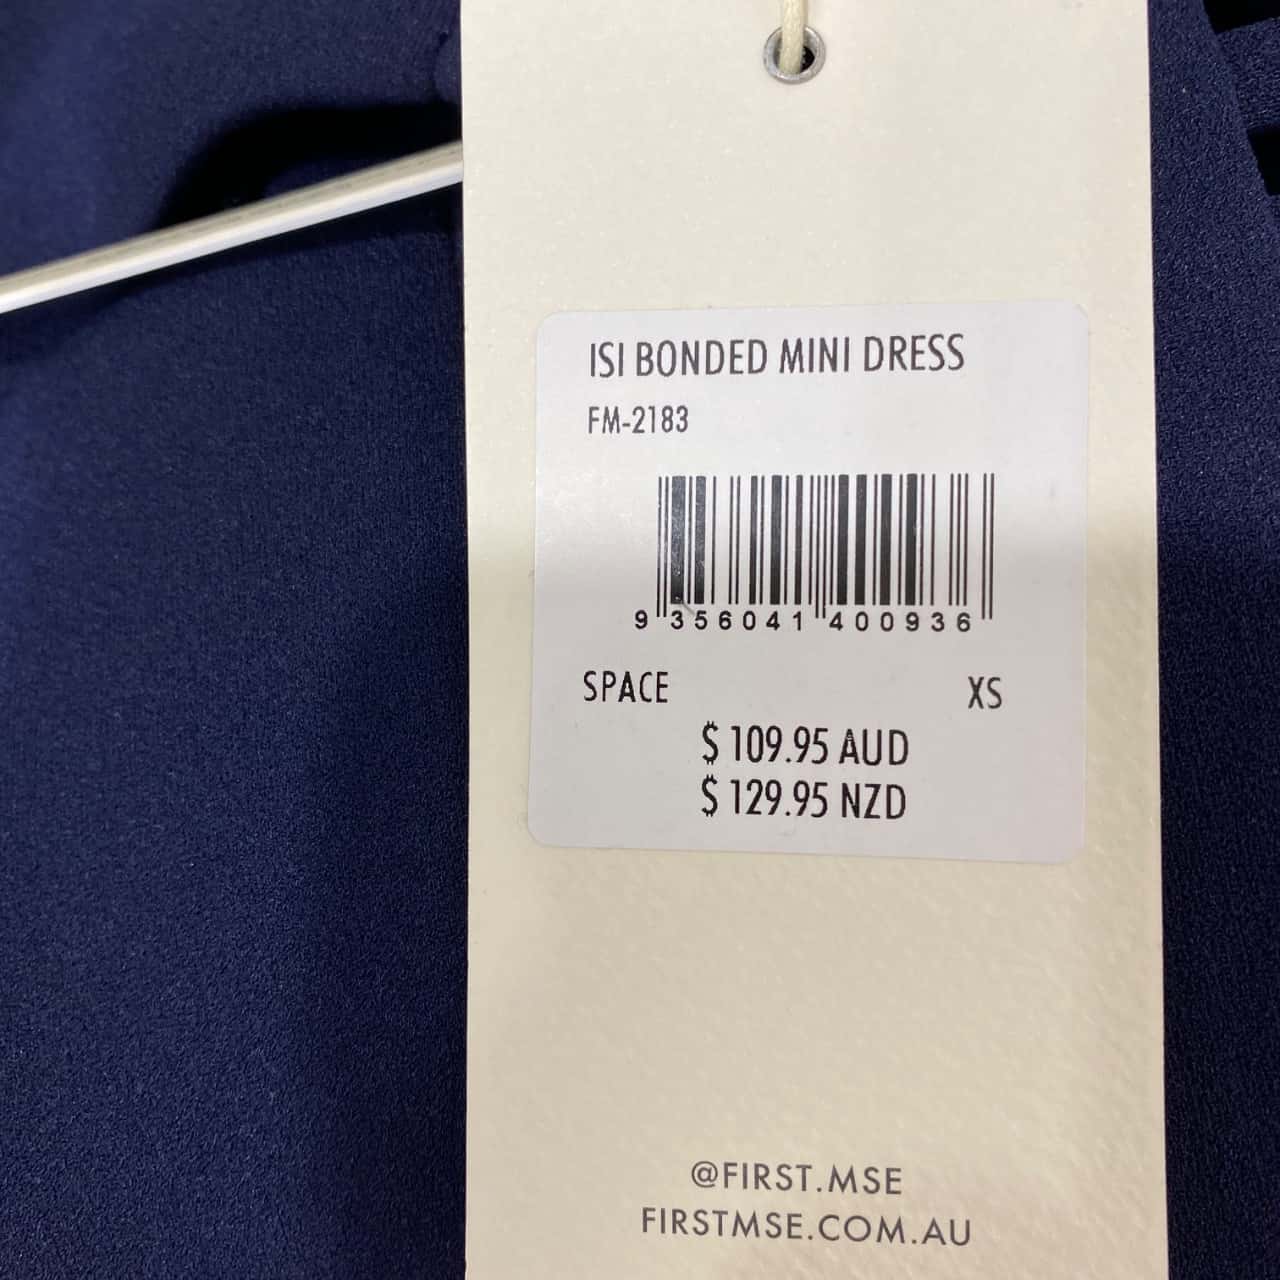 ISI BONDED MINI DRESS
FM-2183
9 356041 400936
SPACE XS
$ 109.95 AUD
$ 129.95 NZD
@FIRST.MSE
FIRSTMSE.COM.AU